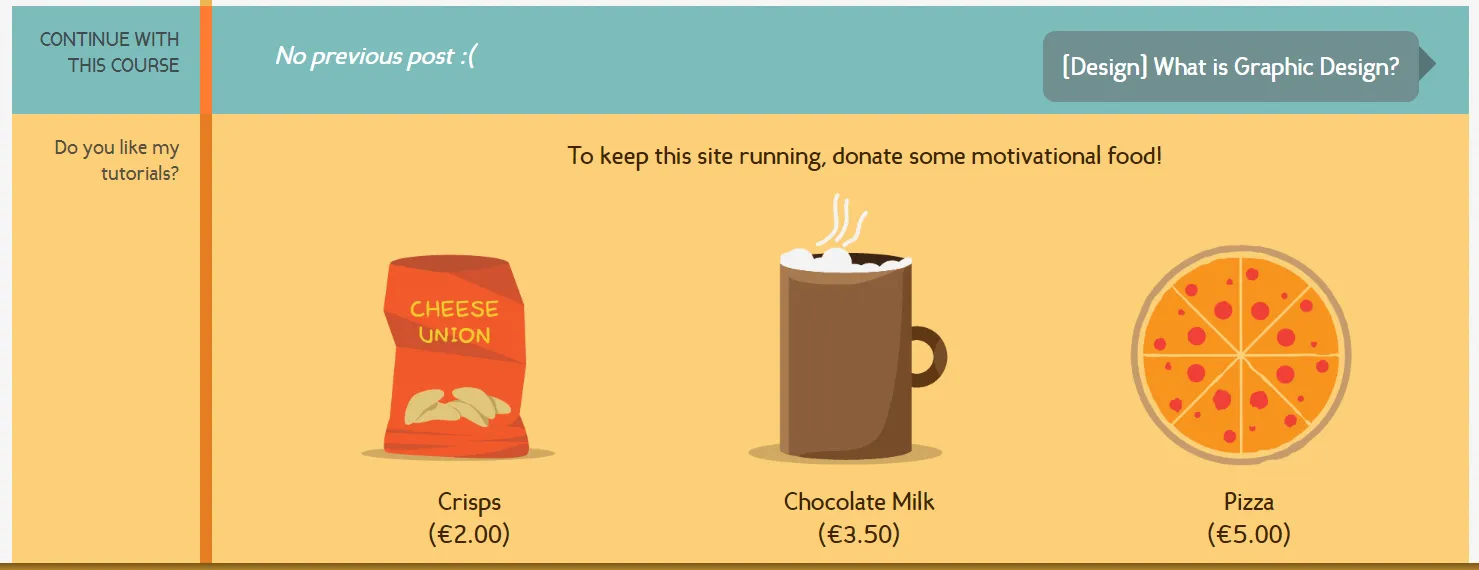 CONTINUE WITH
THIS COURSE
No previous post :(
[Design] What is Graphic Design?
Do you like my
tutorials?
To keep this site running, donate some motivational food!
CHEESE
UNION
Crisps
(€2.00)
Chocolate Milk
(€3.50)
Pizza
(€5.00)